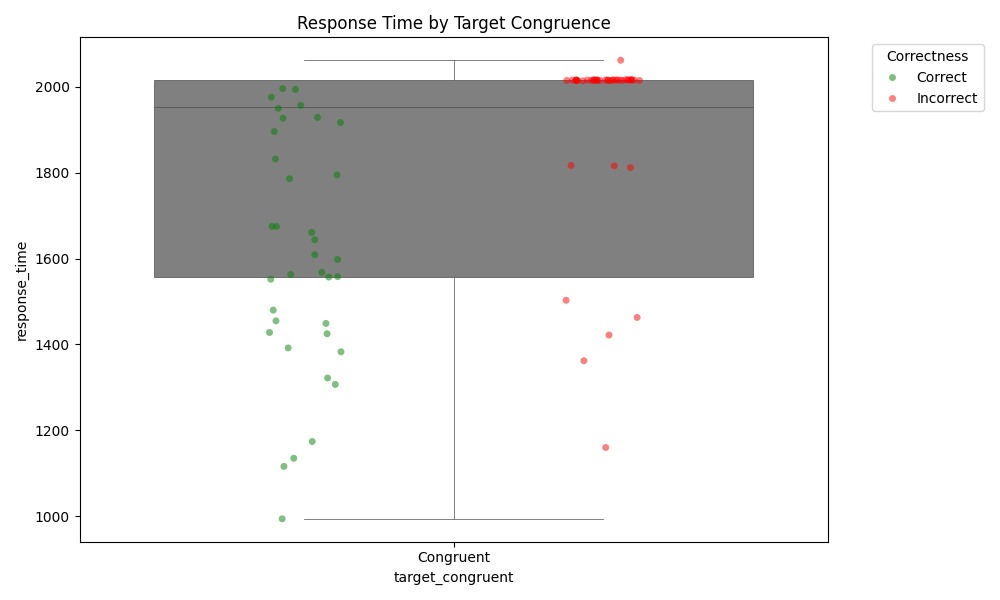 Response Time by Target Congruence
Correctness
Correct
Incorrect
response_time
2000
1800
1600
1400
1200
1000
Congruent
target_congruent